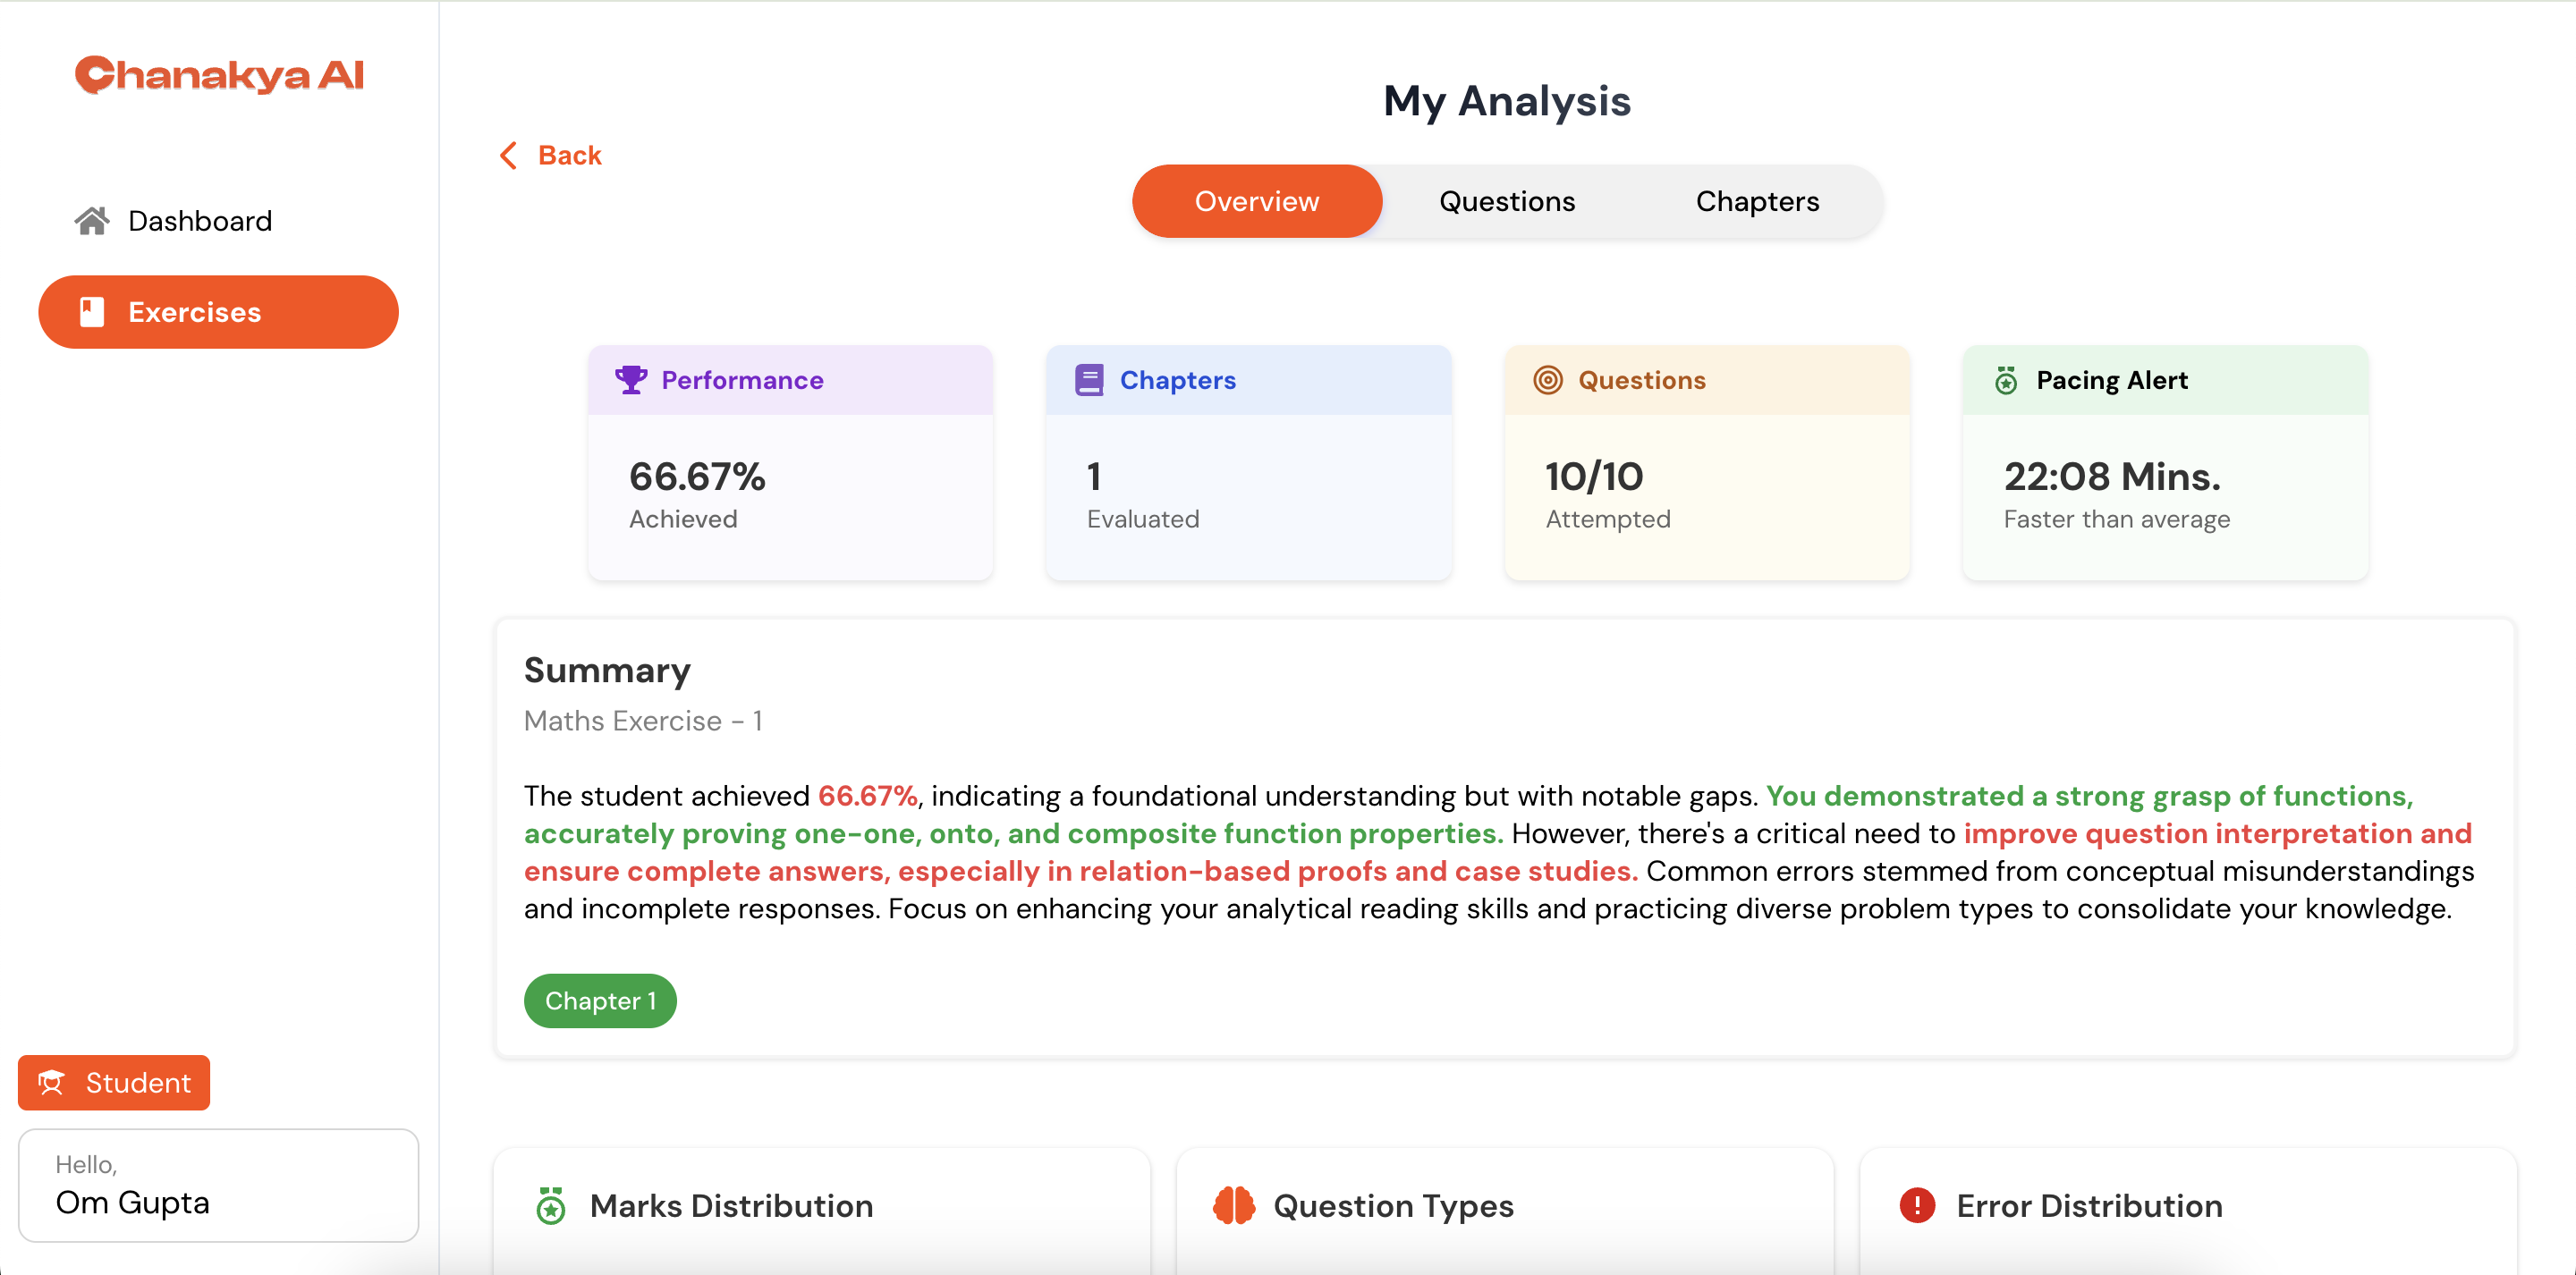 Chanakya AI
Dashboard
Exercises
Student
Hello,
Om Gupta
My Analysis
Back
Overview
Questions
Chapters
Performance
66.67%
Achieved
Chapters
1
Evaluated
Questions
10/10
Attempted
Pacing Alert
22:08 Mins.
Faster than average
Summary
Maths Exercise - 1
The student achieved 66.67%, indicating a foundational understanding but with notable gaps. You demonstrated a strong grasp of functions,
accurately proving one-one, onto, and composite function properties. However, there's a critical need to improve question interpretation and
ensure complete answers, especially in relation-based proofs and case studies. Common errors stemmed from conceptual misunderstandings
and incomplete responses. Focus on enhancing your analytical reading skills and practicing diverse problem types to consolidate your knowledge.
Chapter 1
Marks Distribution
Question Types
Error Distribution